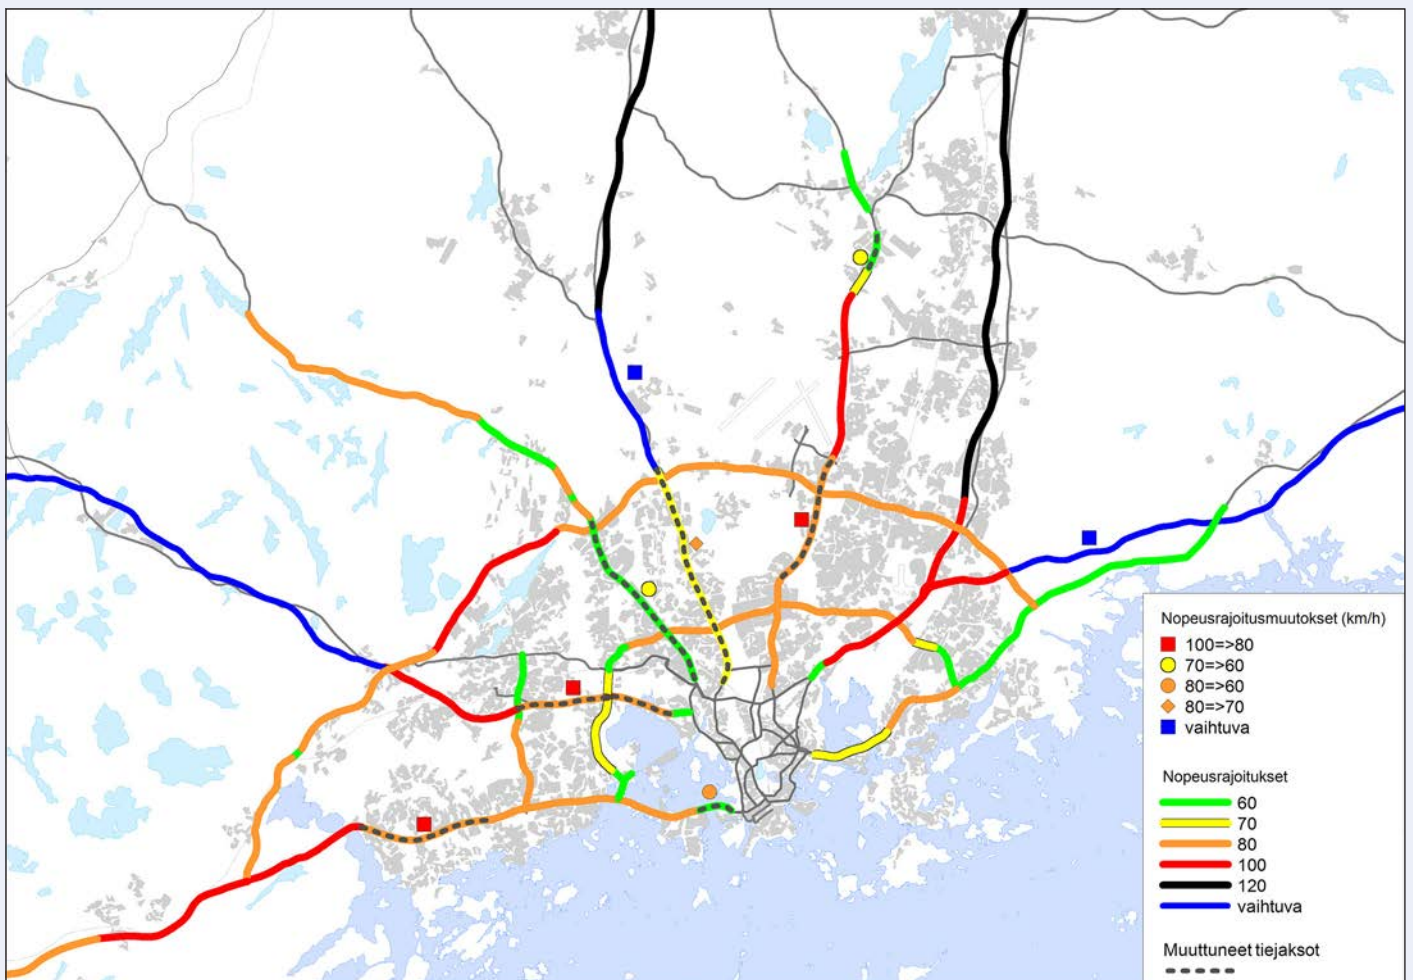 Nopeusrajoitusmuutokset (km/h)
100=>80
70=>60
80=>60
80=>70
vaihtuva
Nopeusrajoitukset
60
70
80
100
120
vaihtuva
Muuttuneet tiejaksot